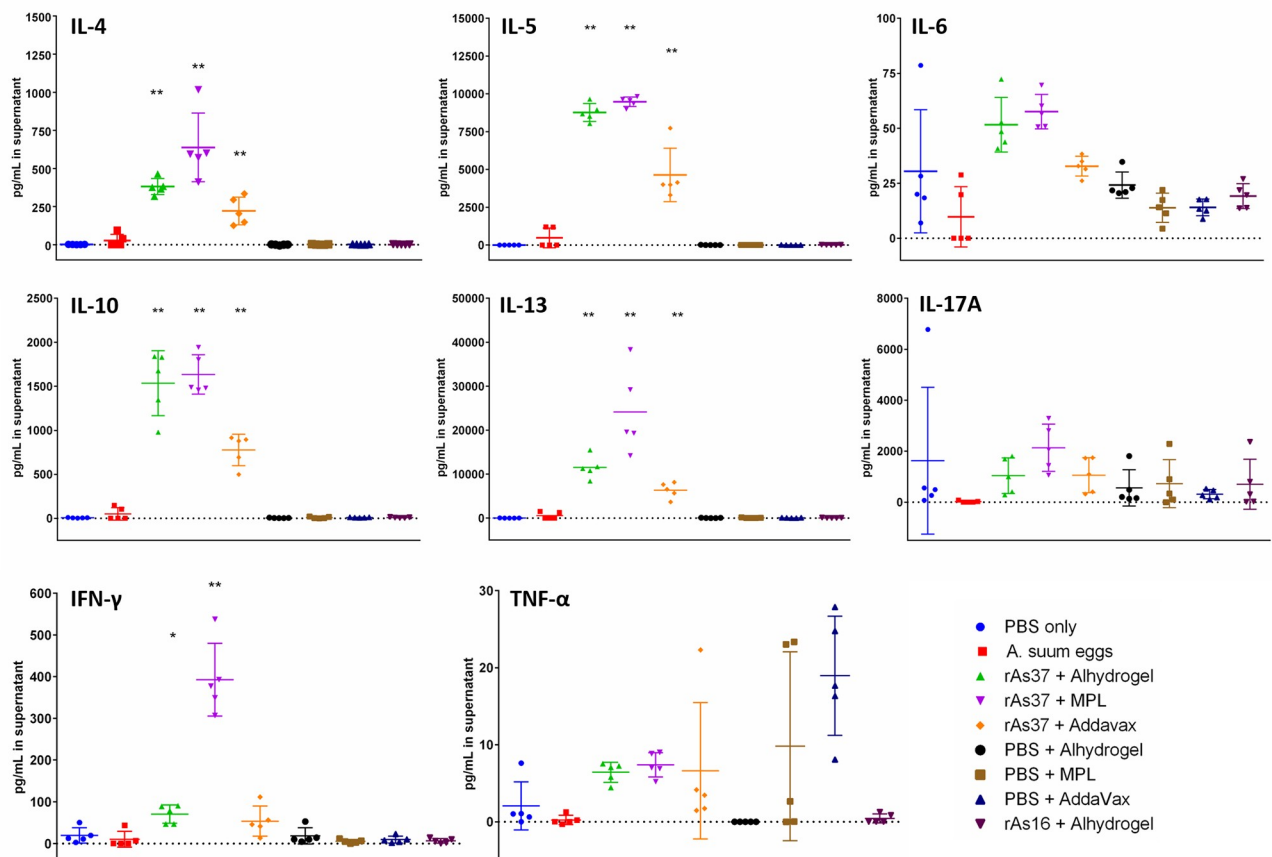 IL-4
pg/mL in supernatant
1500
1250
1000
750
500
250
0
**
**
**
IL-5
pg/mL in supernatant
15000
12500
10000
7500
5000
2500
0
**
**
**
IL-6
pg/mL in supernatant
100
75
50
25
0
IL-10
pg/mL in supernatant
2500
2000
1500
1000
500
0
**
**
**
IL-13
pg/mL in supernatant
50000
40000
30000
20000
10000
0
**
**
**
IL-17A
pg/mL in supernatant
8000
6000
4000
2000
0
IFN-γ
pg/mL in supernatant
600
500
400
300
200
100
0
*
**
TNF-α
pg/mL in supernatant
30
20
10
0
PBS only
A. suum eggs
rAs37 + Alhydrogel
rAs37 + MPL
rAs37 + Addavax
PBS + Alhydrogel
PBS + MPL
PBS + AddaVax
rAs16 + Alhydrogel